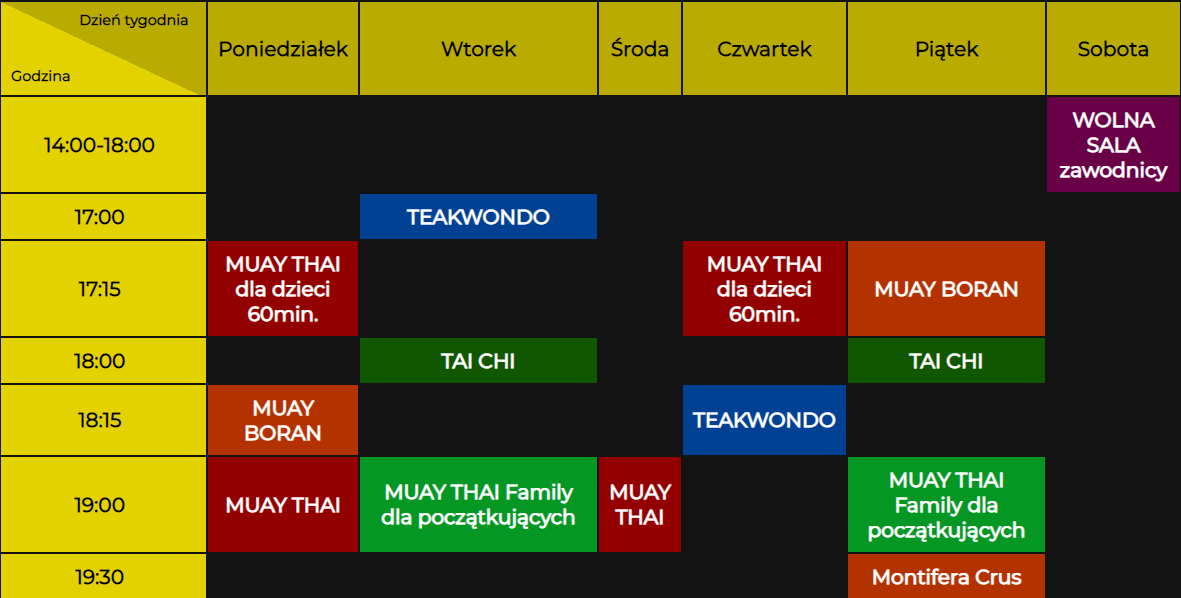 Dzień tygodnia
Godzina
Poniedziałek
Wtorek
Środa
Czwartek
Piątek
Sobota
14:00-18:00
WOLNA
SALA
zawodnicy
17:00
TEAKWONDO
17:15
MUAY THAI
dla dzieci
60min.
MUAY THAI
dla dzieci
60min.
MUAY BORAN
18:00
TAI CHI
TAI CHI
18:15
MUAY
BORAN
TEAKWONDO
19:00
MUAY THAI
MUAY THAI Family
dla początkujących
MUAY
THAI
MUAY THAI
Family dla
początkujących
19:30
Montifera Crus